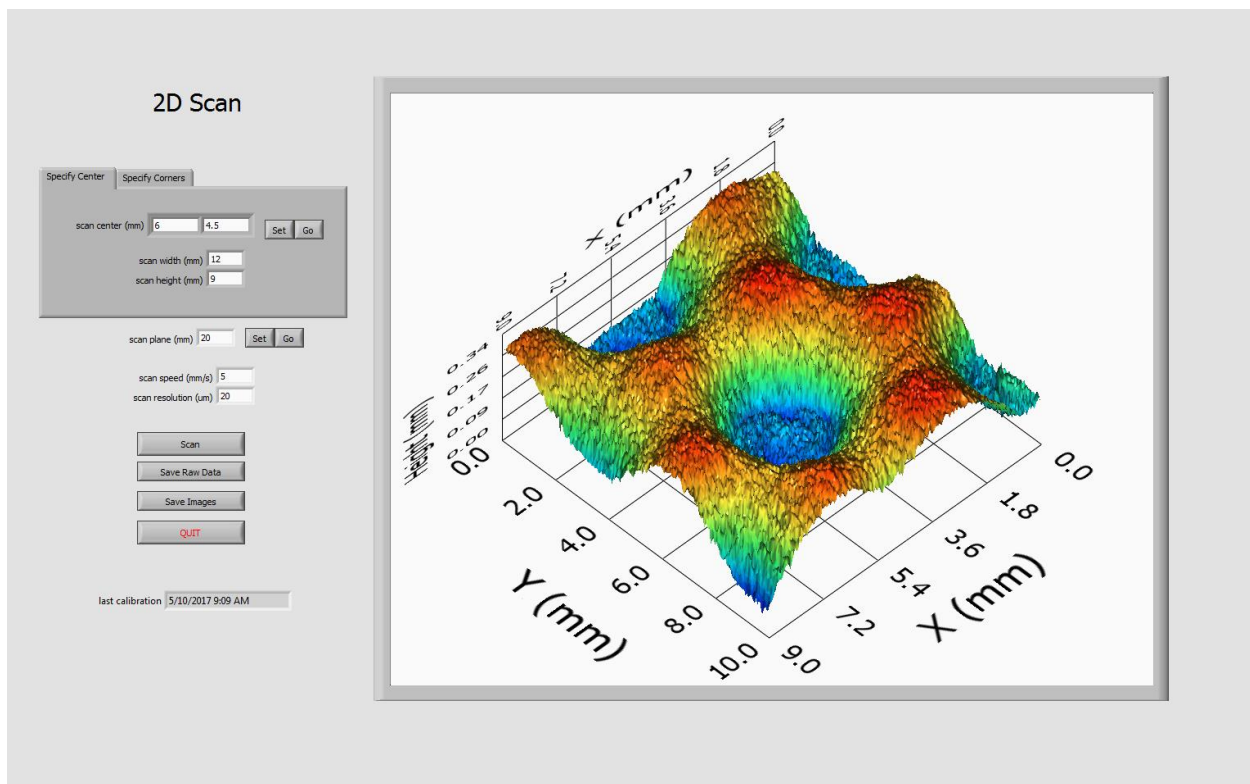 2D Scan
Specify Center
Specify Corners
scan center (mm) 6 4.5 Set Go
scan width (mm) 12
scan height (mm) 9
scan plane (mm) 20 Set Go
scan speed (mm/s) 5
scan resolution (um) 20
Scan
Save Raw Data
Save Images
QUIT
last calibration 5/10/2017 9:09 AM
X (mm)
0.34
0.26
0.17
0.09
0.00
0.0
2.0
4.0
6.0
8.0
10.0
Y (mm)
0.0
1.8
3.6
5.4
7.2
9.0
X (mm)